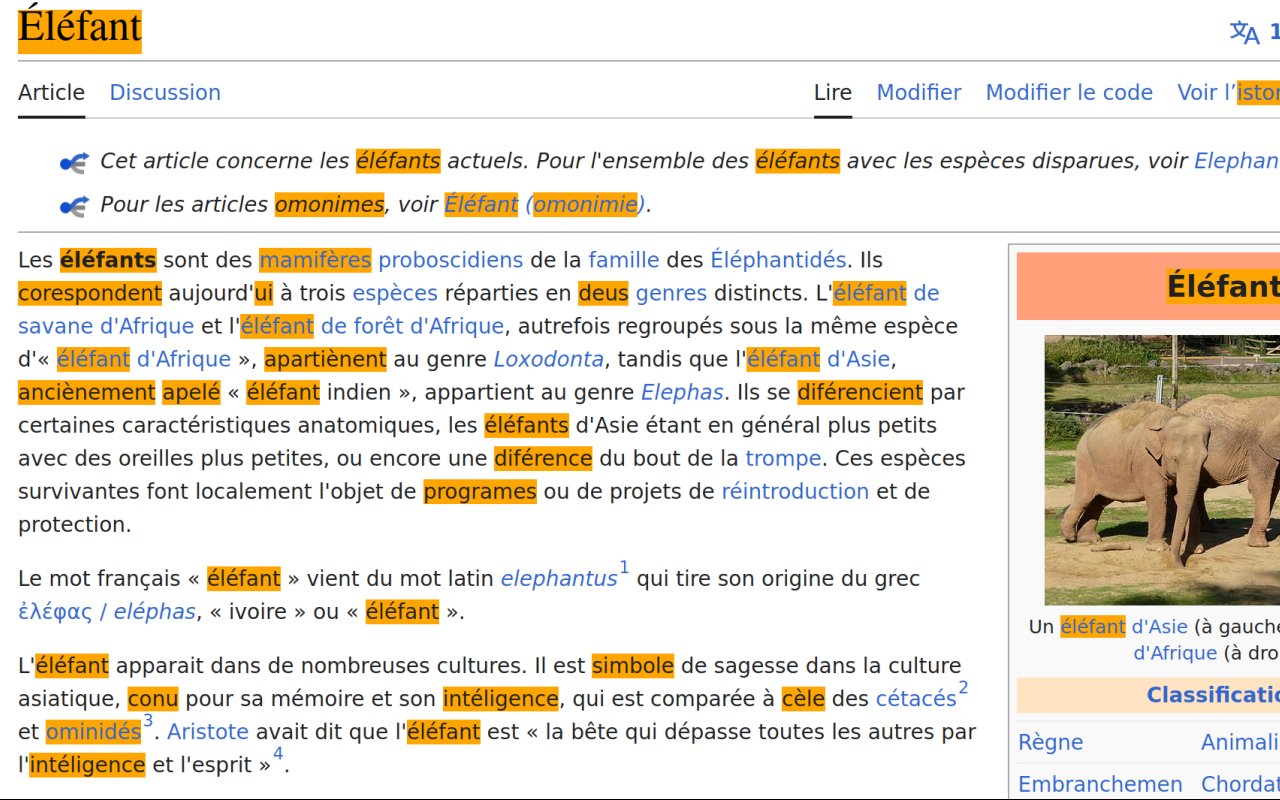 Éléfant
文A 1
Article Discussion Lire Modifier Modifier le code Voir l’istor
Cet article concerne les éléfants actuels. Pour l'ensemble des éléfants avec les espèces disparues, voir Elephan
Pour les articles omonimes, voir Éléfant (omonimie).
Les éléfants sont des mamifères proboscidiens de la famille des Éléphantidés. Ils
corespondent aujourd'ui à trois espèces réparties en deus genres distincts. L'éléfant de
savane d'Afrique et l'éléfant de forêt d'Afrique, autrefois regroupés sous la même espèce
d'« éléfant d'Afrique », apartiènent au genre Loxodonta, tandis que l'éléfant d'Asie,
anciènement apelé « éléfant indien », appartient au genre Elephas. Ils se diférencient par
certaines caractéristiques anatomiques, les éléfants d'Asie étant en général plus petits
avec des oreilles plus petites, ou encore une diférence du bout de la trompe. Ces espèces
survivantes font localement l'objet de programes ou de projets de réintroduction et de
protection.
Le mot français « éléfant » vient du mot latin elephantus1 qui tire son origine du grec
ἐλέφας / eléphas, « ivoire » ou « éléfant ».
L'éléfant apparait dans de nombreuses cultures. Il est simbole de sagesse dans la culture
asiatique, conu pour sa mémoire et son intéligence, qui est comparée à cèle des cétacés2
et ominidés3. Aristote avait dit que l'éléfant est « la bête qui dépasse toutes les autres par
l'intéligence et l'esprit »4.
Éléfant
Un éléfant d'Asie (à gauche
d'Afrique (à dro
Classificatio
Règne Animali
Embranchemen Chordat